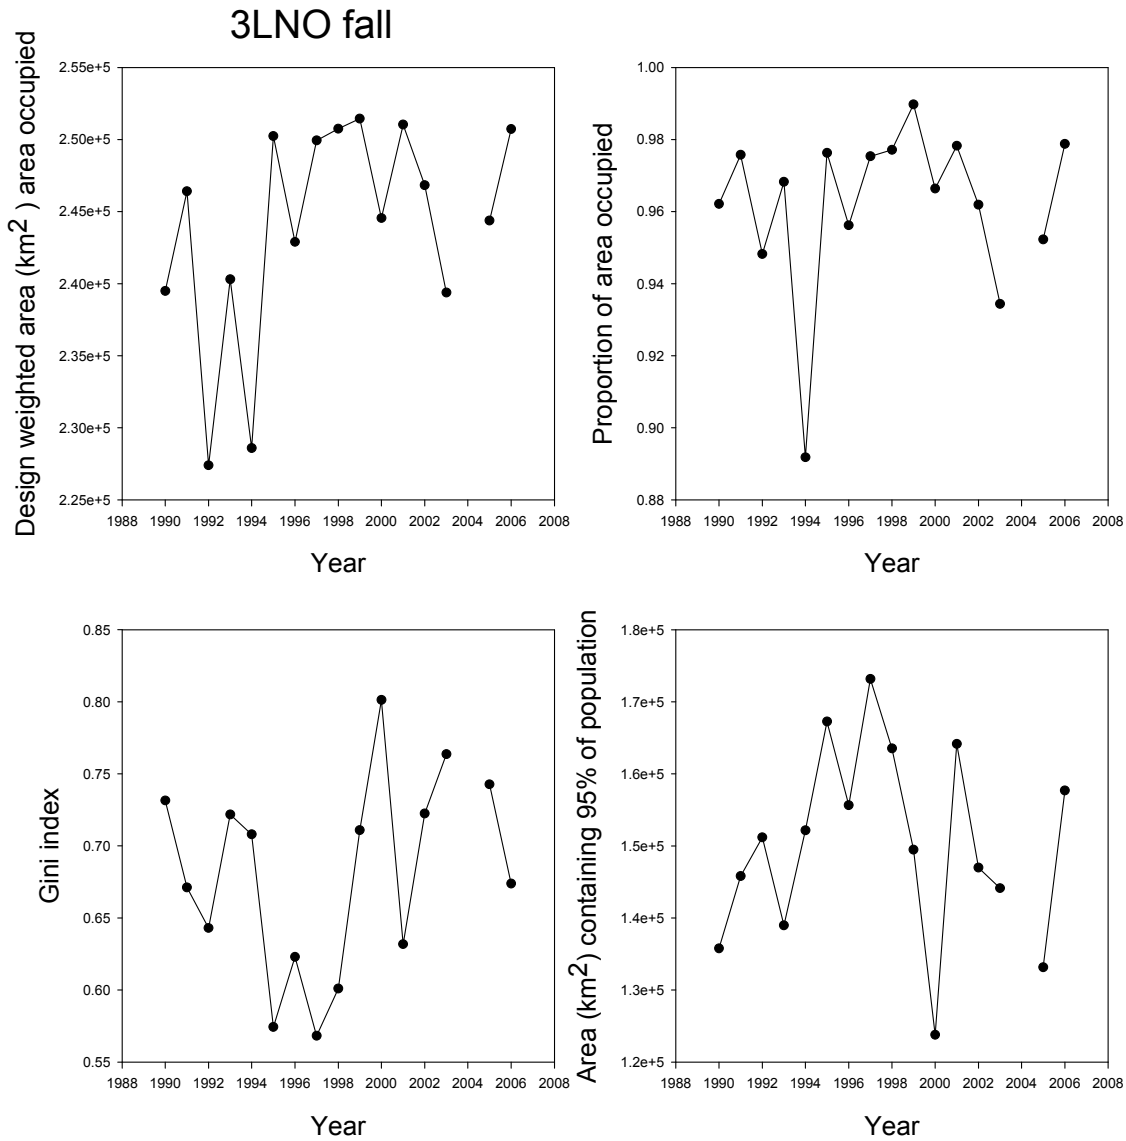 3LNO fall
Design weighted area (km2 ) area occupied
2.55e+5
2.50e+5
2.45e+5
2.40e+5
2.35e+5
2.30e+5
2.25e+5
1988 1990 1992 1994 1996 1998 2000 2002 2004 2006 2008
Year
Proportion of area occupied
1.00
0.98
0.96
0.94
0.92
0.90
0.88
1988 1990 1992 1994 1996 1998 2000 2002 2004 2006 2008
Year
Gini index
0.85
0.80
0.75
0.70
0.65
0.60
0.55
1988 1990 1992 1994 1996 1998 2000 2002 2004 2006 2008
Year
Area (km2) containing 95% of population
1.8e+5
1.7e+5
1.6e+5
1.5e+5
1.4e+5
1.3e+5
1.2e+5
1988 1990 1992 1994 1996 1998 2000 2002 2004 2006 2008
Year